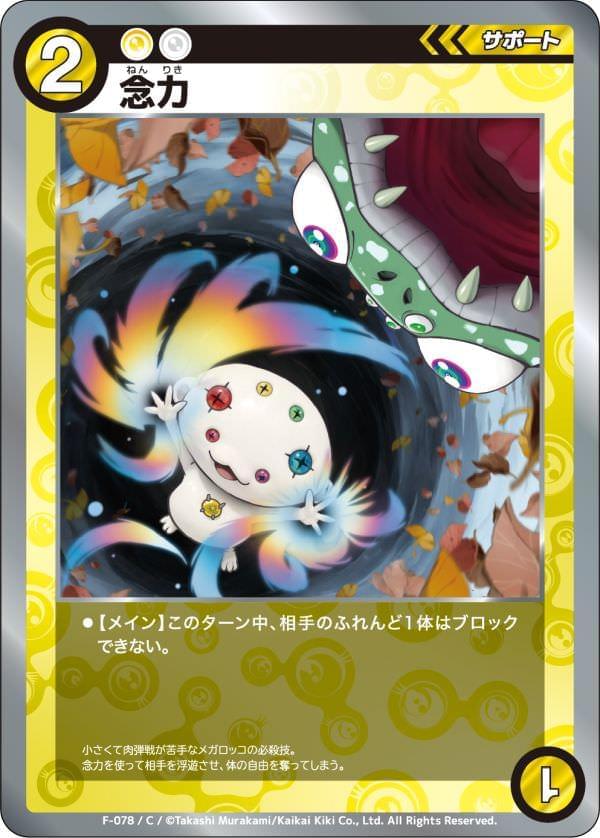 2
サポート
ねん りき
念力
●【メイン】このターン中、相手のふれんど1体はブロック
できない。
小さくて肉弾戦が苦手なメガロッコの必殺技。
念力を使って相手を浮遊させ、体の自由を奪ってしまう。
1
F-078 / C / ©Takashi Murakami/Kaikai Kiki Co., Ltd. All Rights Reserved.